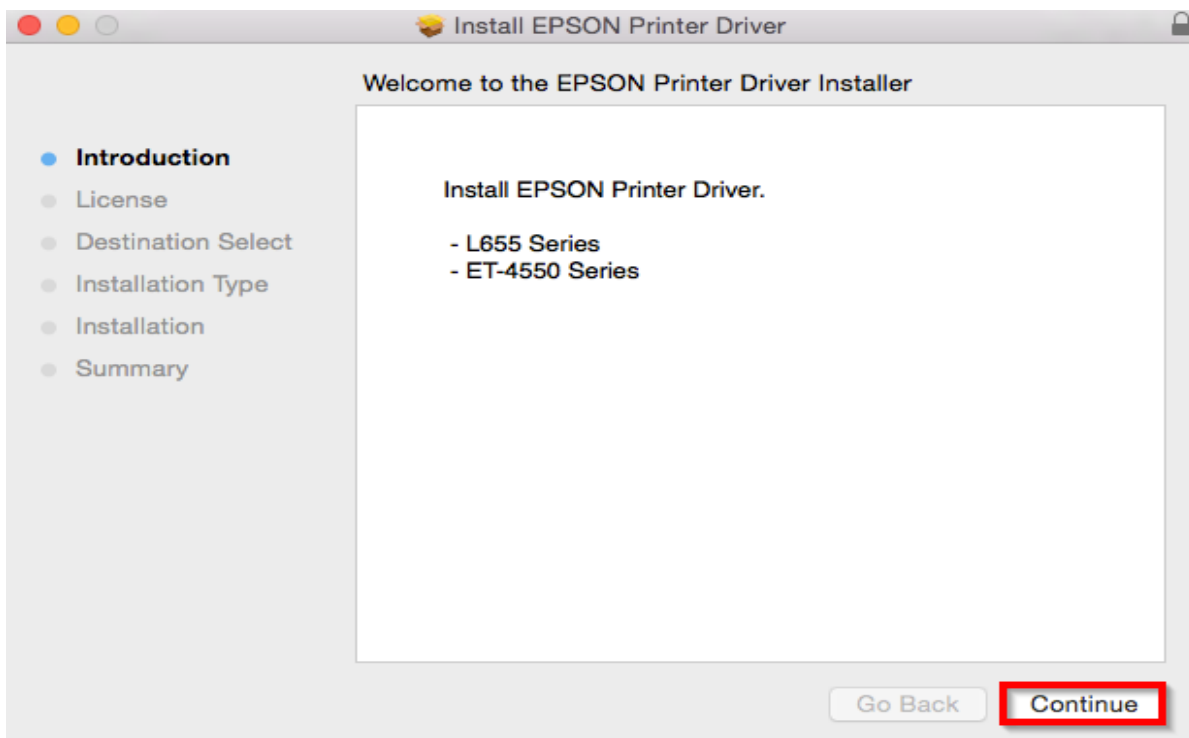 Install EPSON Printer Driver
Welcome to the EPSON Printer Driver Installer
Introduction
License
Destination Select
Installation Type
Installation
Summary
Install EPSON Printer Driver.
- L655 Series
- ET-4550 Series
Go Back
Continue